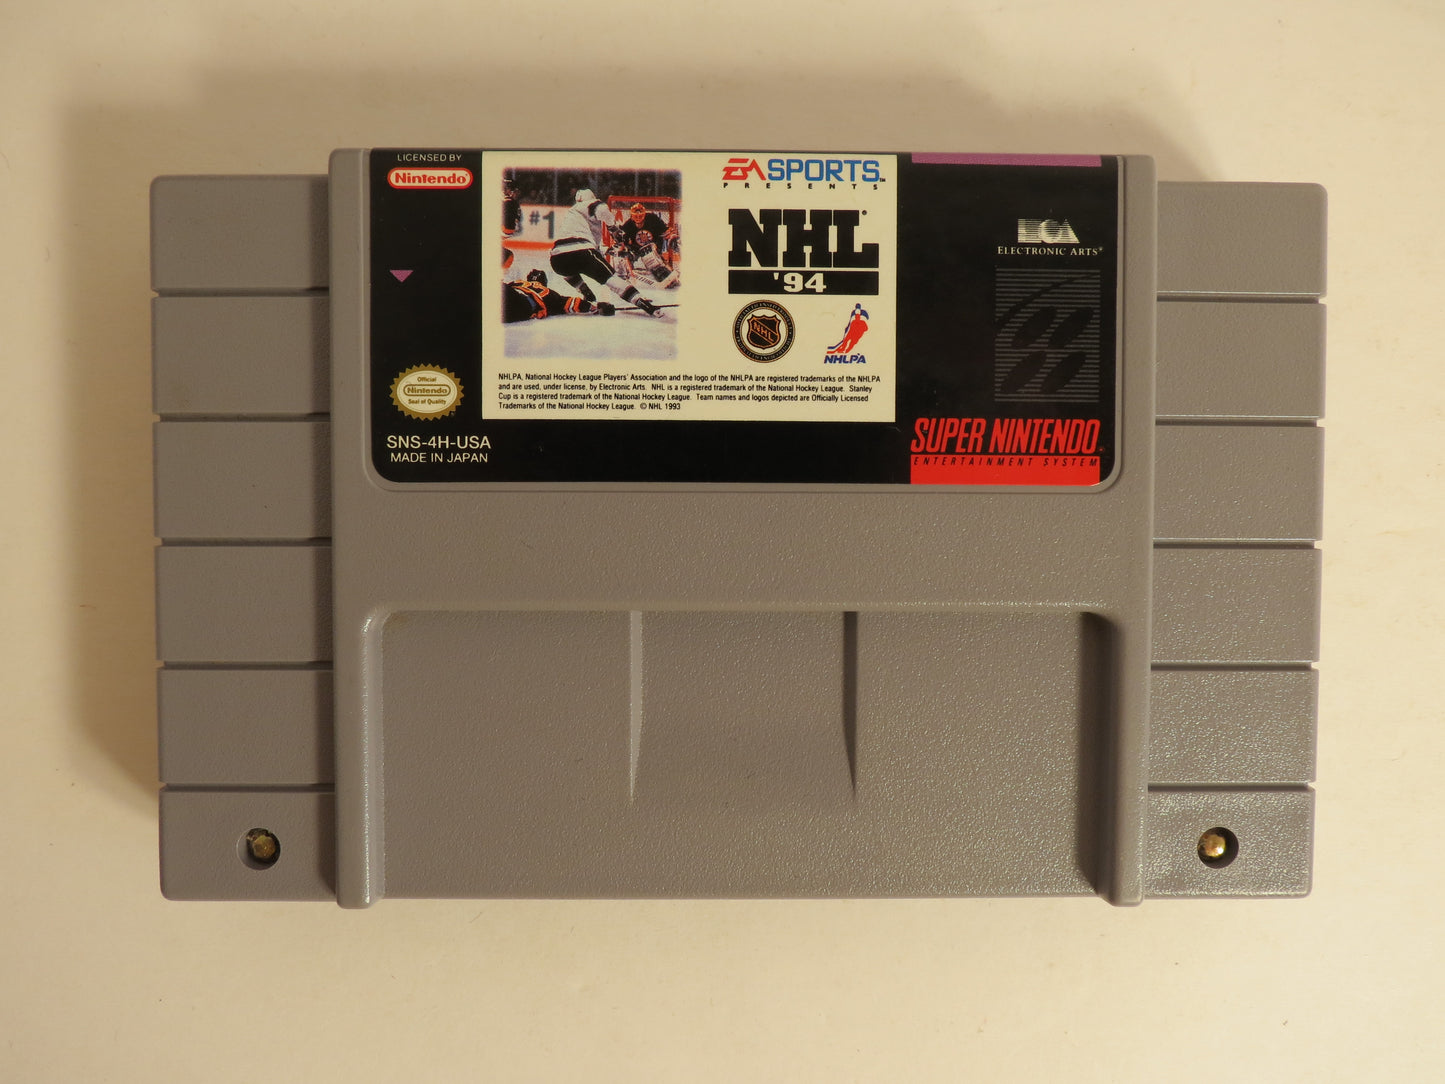 LICENSED BY
Nintendo®
EA SPORTS™
PRESENTS
#1
NHL®
'94
NHL
NHLPA
ELECTRONIC ARTS®
NHLPA, National Hockey League Players' Association and the logo of the NHLPA are registered trademarks of the NHLPA
and are used, under license, by Electronic Arts. NHL is a registered trademark of the National Hockey League. Stanley
Cup is a registered trademark of the National Hockey League. Team names and logos depicted are Officially Licensed
Trademarks of the National Hockey League. © NHL 1993
Official
Nintendo
Seal of Quality
SNS-4H-USA
MADE IN JAPAN
SUPER NINTENDO®
ENTERTAINMENT SYSTEM